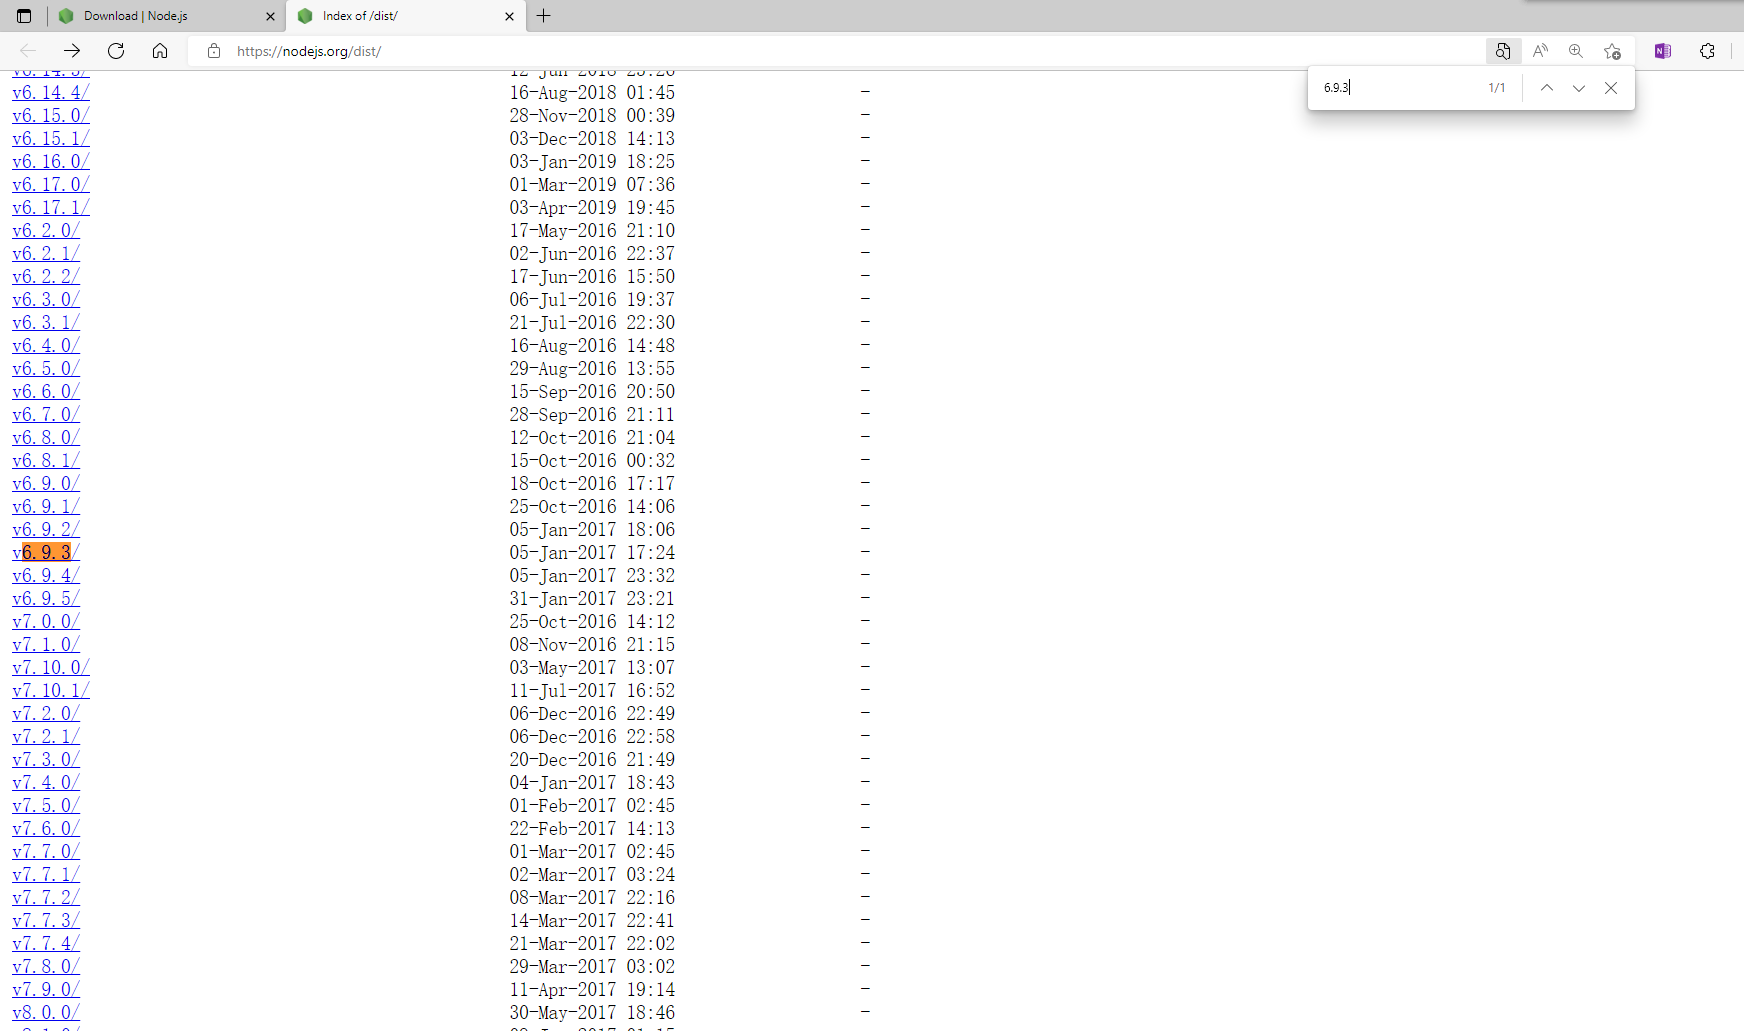 Download | Node.js
Index of /dist/
https://nodejs.org/dist/
6.9.3 1/1
v6.14.3/ 12-Jun-2018 23:26
v6.14.4/ 16-Aug-2018 01:45 -
v6.15.0/ 28-Nov-2018 00:39 -
v6.15.1/ 03-Dec-2018 14:13 -
v6.16.0/ 03-Jan-2019 18:25 -
v6.17.0/ 01-Mar-2019 07:36 -
v6.17.1/ 03-Apr-2019 19:45 -
v6.2.0/ 17-May-2016 21:10 -
v6.2.1/ 02-Jun-2016 22:37 -
v6.2.2/ 17-Jun-2016 15:50 -
v6.3.0/ 06-Jul-2016 19:37 -
v6.3.1/ 21-Jul-2016 22:30 -
v6.4.0/ 16-Aug-2016 14:48 -
v6.5.0/ 29-Aug-2016 13:55 -
v6.6.0/ 15-Sep-2016 20:50 -
v6.7.0/ 28-Sep-2016 21:11 -
v6.8.0/ 12-Oct-2016 21:04 -
v6.8.1/ 15-Oct-2016 00:32 -
v6.9.0/ 18-Oct-2016 17:17 -
v6.9.1/ 25-Oct-2016 14:06 -
v6.9.2/ 05-Jan-2017 18:06 -
v6.9.3/ 05-Jan-2017 17:24 -
v6.9.4/ 05-Jan-2017 23:32 -
v6.9.5/ 31-Jan-2017 23:21 -
v7.0.0/ 25-Oct-2016 14:12 -
v7.1.0/ 08-Nov-2016 21:15 -
v7.10.0/ 03-May-2017 13:07 -
v7.10.1/ 11-Jul-2017 16:52 -
v7.2.0/ 06-Dec-2016 22:49 -
v7.2.1/ 06-Dec-2016 22:58 -
v7.3.0/ 20-Dec-2016 21:49 -
v7.4.0/ 04-Jan-2017 18:43 -
v7.5.0/ 01-Feb-2017 02:45 -
v7.6.0/ 22-Feb-2017 14:13 -
v7.7.0/ 01-Mar-2017 02:45 -
v7.7.1/ 02-Mar-2017 03:24 -
v7.7.2/ 08-Mar-2017 22:16 -
v7.7.3/ 14-Mar-2017 22:41 -
v7.7.4/ 21-Mar-2017 22:02 -
v7.8.0/ 29-Mar-2017 03:02 -
v7.9.0/ 11-Apr-2017 19:14 -
v8.0.0/ 30-May-2017 18:46 -